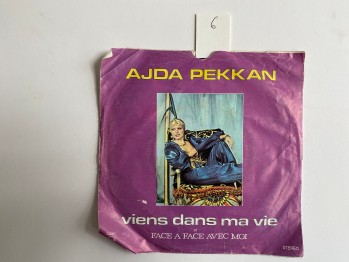 6
AJDA PEKKAN
viens dans ma vie
FACE A FACE AVEC MOI
STEREO